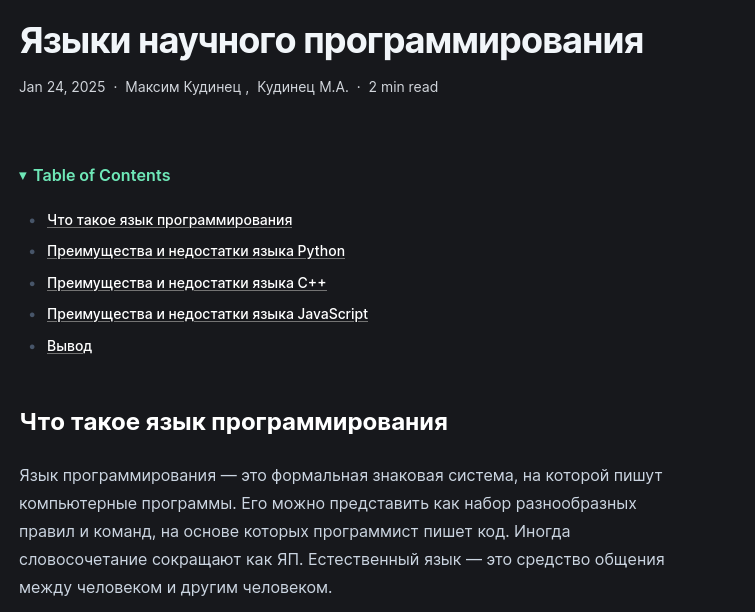 Языки научного программирования
Jan 24, 2025 · Максим Кудинец , Кудинец М.А. · 2 min read
▾ Table of Contents
• Что такое язык программирования
• Преимущества и недостатки языка Python
• Преимущества и недостатки языка C++
• Преимущества и недостатки языка JavaScript
• Вывод
Что такое язык программирования
Язык программирования — это формальная знаковая система, на которой пишут
компьютерные программы. Его можно представить как набор разнообразных
правил и команд, на основе которых программист пишет код. Иногда
словосочетание сокращают как ЯП. Естественный язык — это средство общения
между человеком и другим человеком.